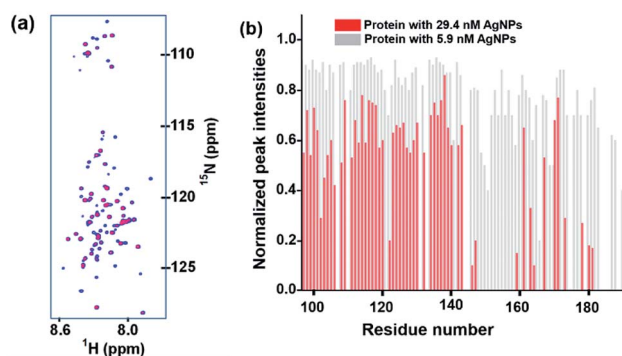 (a)
110
115
120
125
¹⁵N (ppm)
8.6 8.0
¹H (ppm)
(b)
Protein with 29.4 nM AgNPs
Protein with 5.9 nM AgNPs
1.0
0.8
0.6
0.4
0.2
0.0
Normalized peak intensities
100 120 140 160 180
Residue number